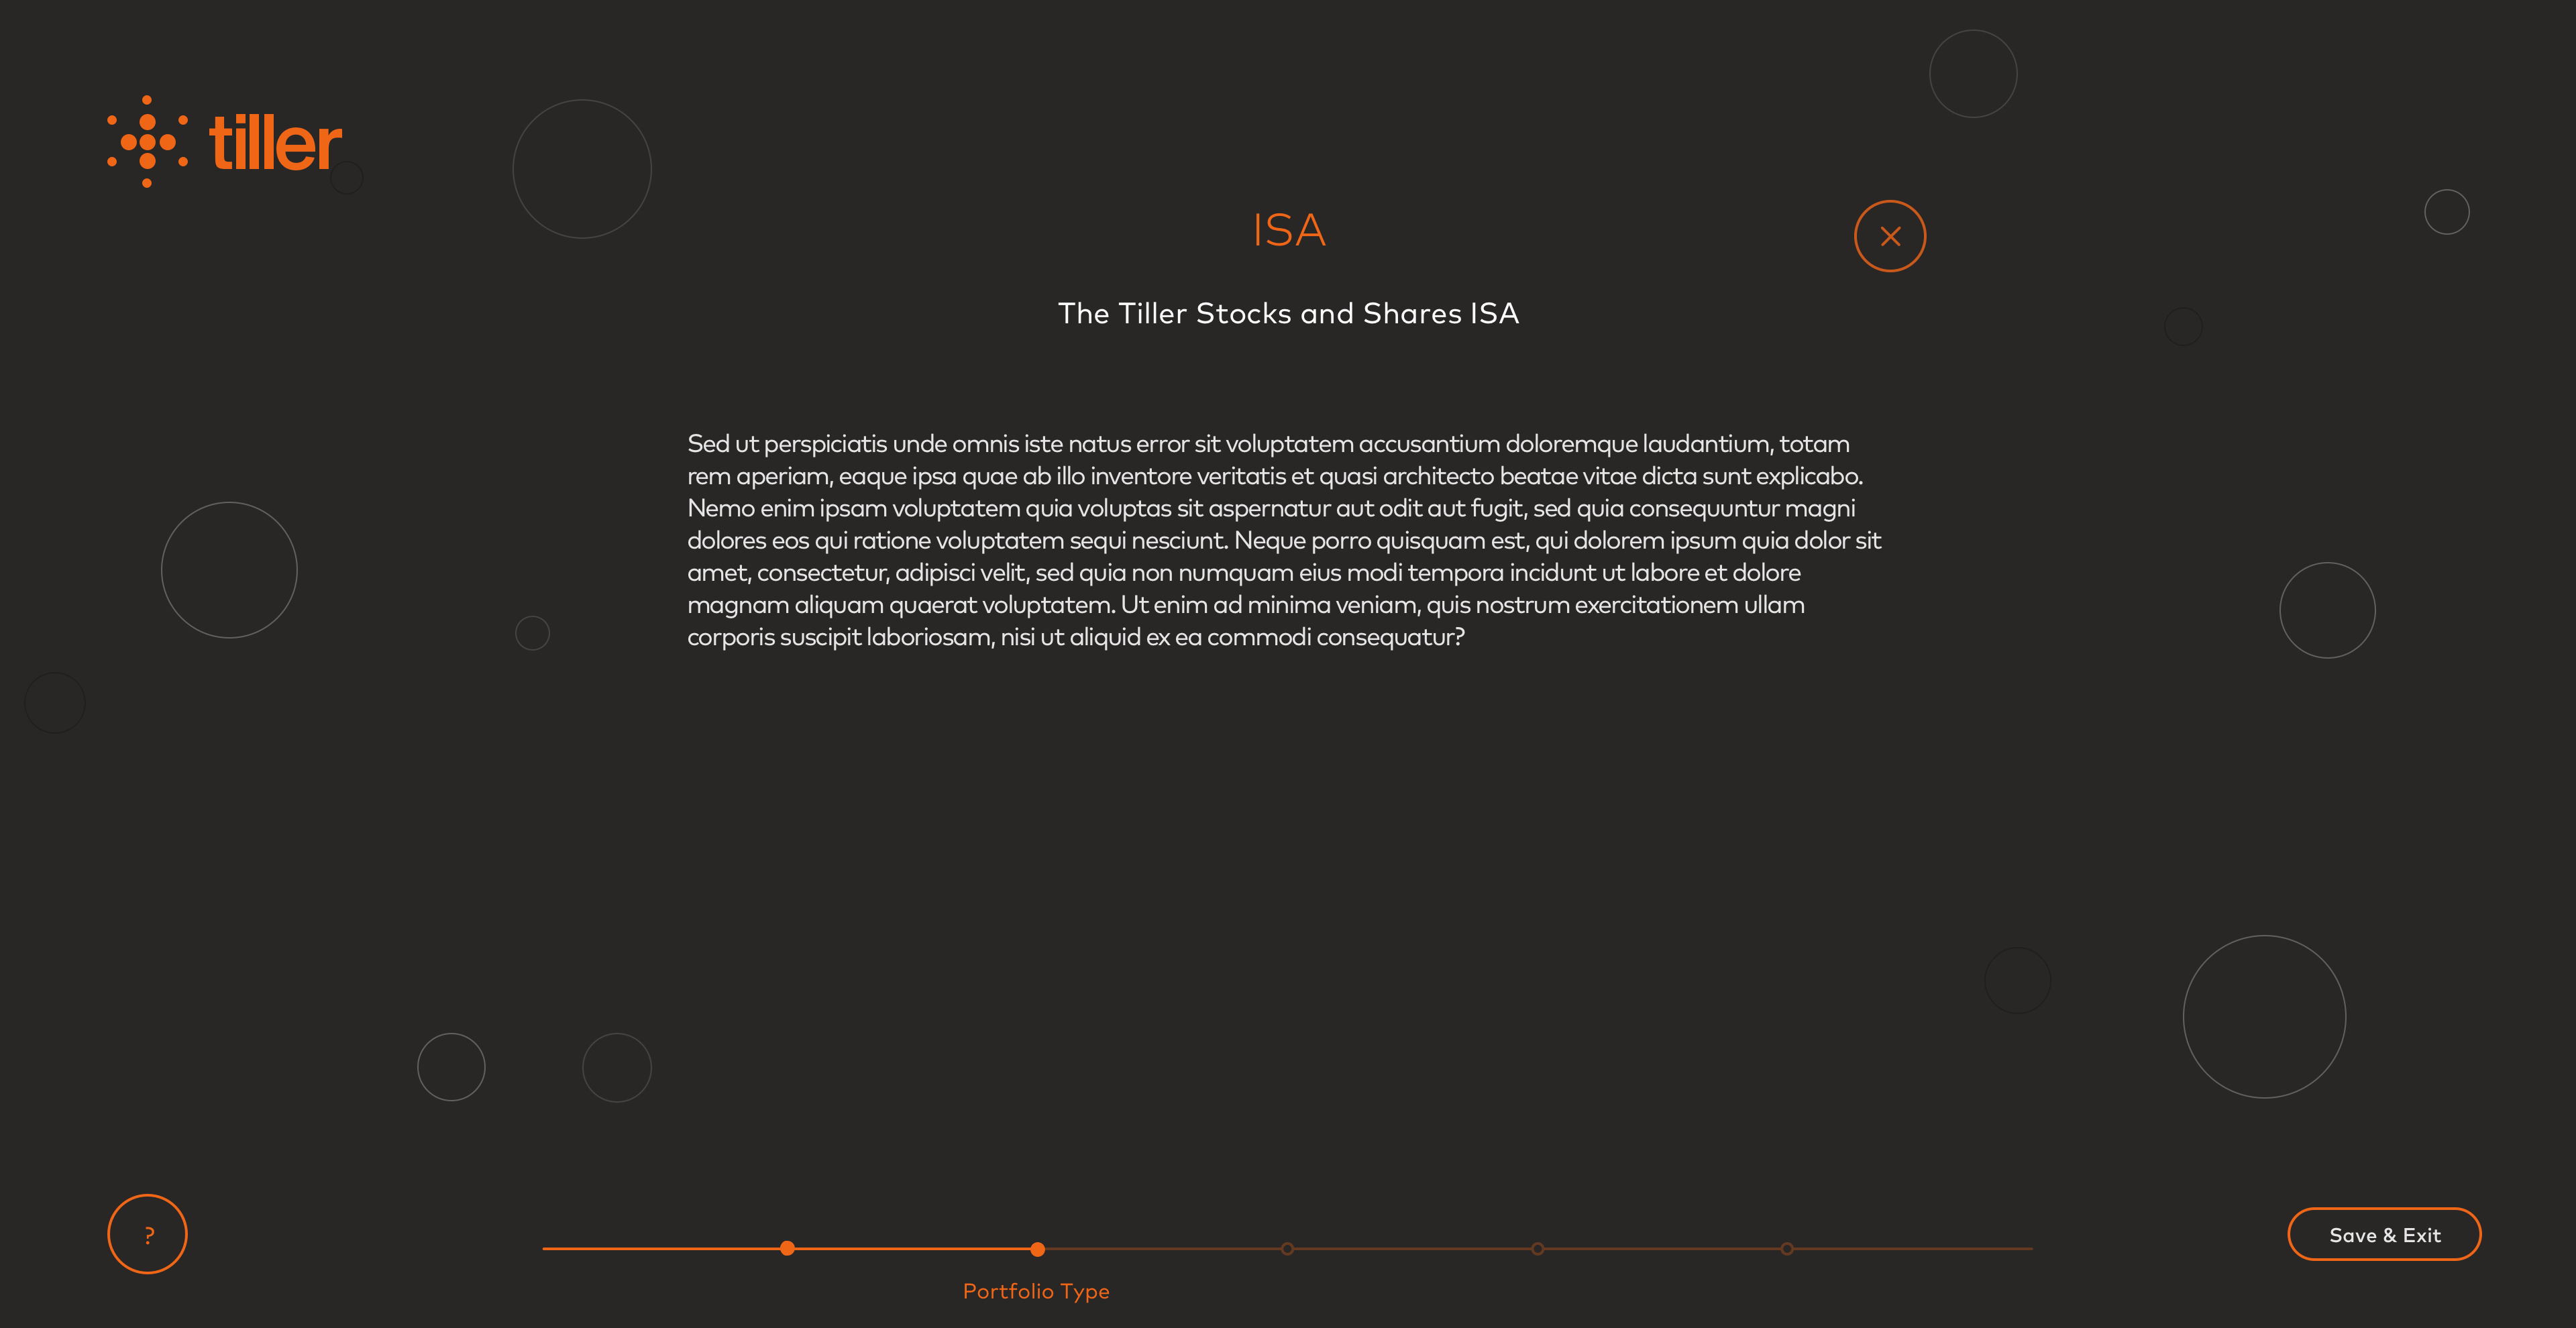 tiller
ISA
The Tiller Stocks and Shares ISA
Sed ut perspiciatis unde omnis iste natus error sit voluptatem accusantium doloremque laudantium, totam
rem aperiam, eaque ipsa quae ab illo inventore veritatis et quasi architecto beatae vitae dicta sunt explicabo.
Nemo enim ipsam voluptatem quia voluptas sit aspernatur aut odit aut fugit, sed quia consequuntur magni
dolores eos qui ratione voluptatem sequi nesciunt. Neque porro quisquam est, qui dolorem ipsum quia dolor sit
amet, consectetur, adipisci velit, sed quia non numquam eius modi tempora incidunt ut labore et dolore
magnam aliquam quaerat voluptatem. Ut enim ad minima veniam, quis nostrum exercitationem ullam
corporis suscipit laboriosam, nisi ut aliquid ex ea commodi consequatur?
?
Save & Exit
Portfolio Type